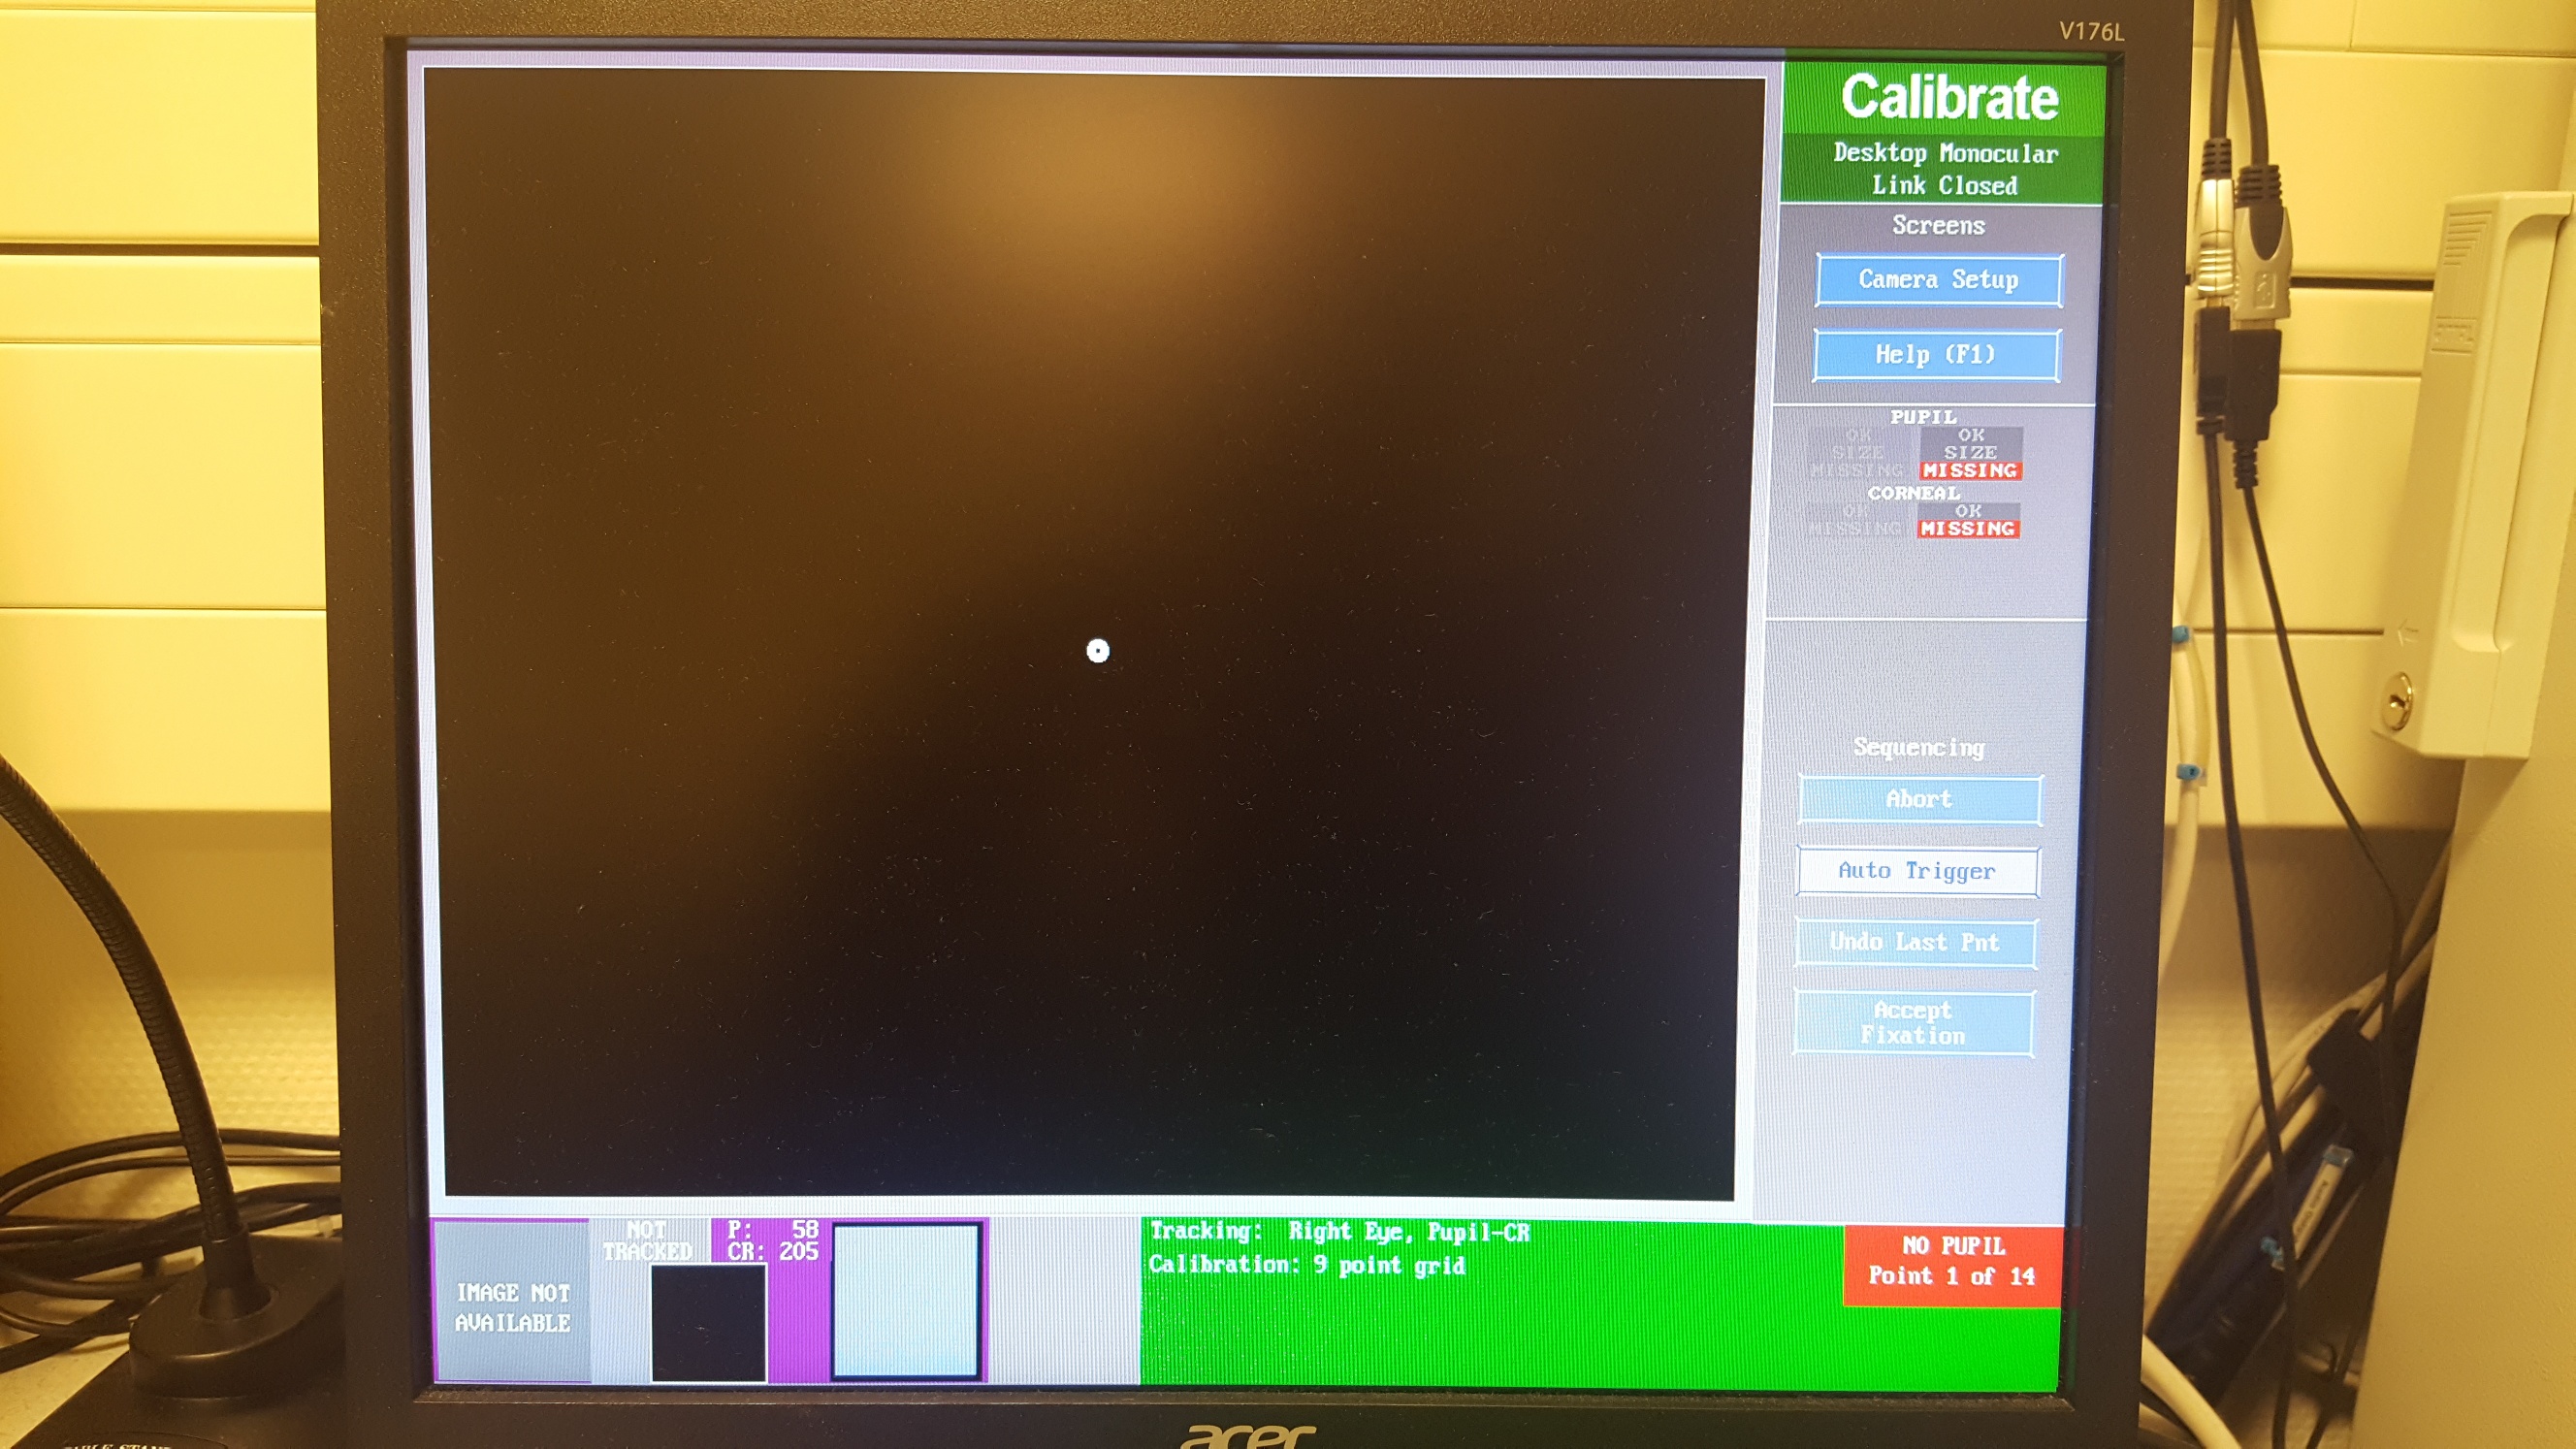 V176L
Calibrate
Desktop Monocular
Link Closed
Screens
Camera Setup
Help (F1)
PUPIL
OK OK
SIZE SIZE
MISSING MISSING
CORNEAL
OK OK
MISSING MISSING
Sequencing
Abort
Auto Trigger
Undo Last Pnt
Accept
Fixation
IMAGE NOT
AVAILABLE
NOT
TRACKED
P: 58
CR: 205
Tracking: Right Eye, Pupil-CR
Calibration: 9 point grid
NO PUPIL
Point 1 of 14
acer